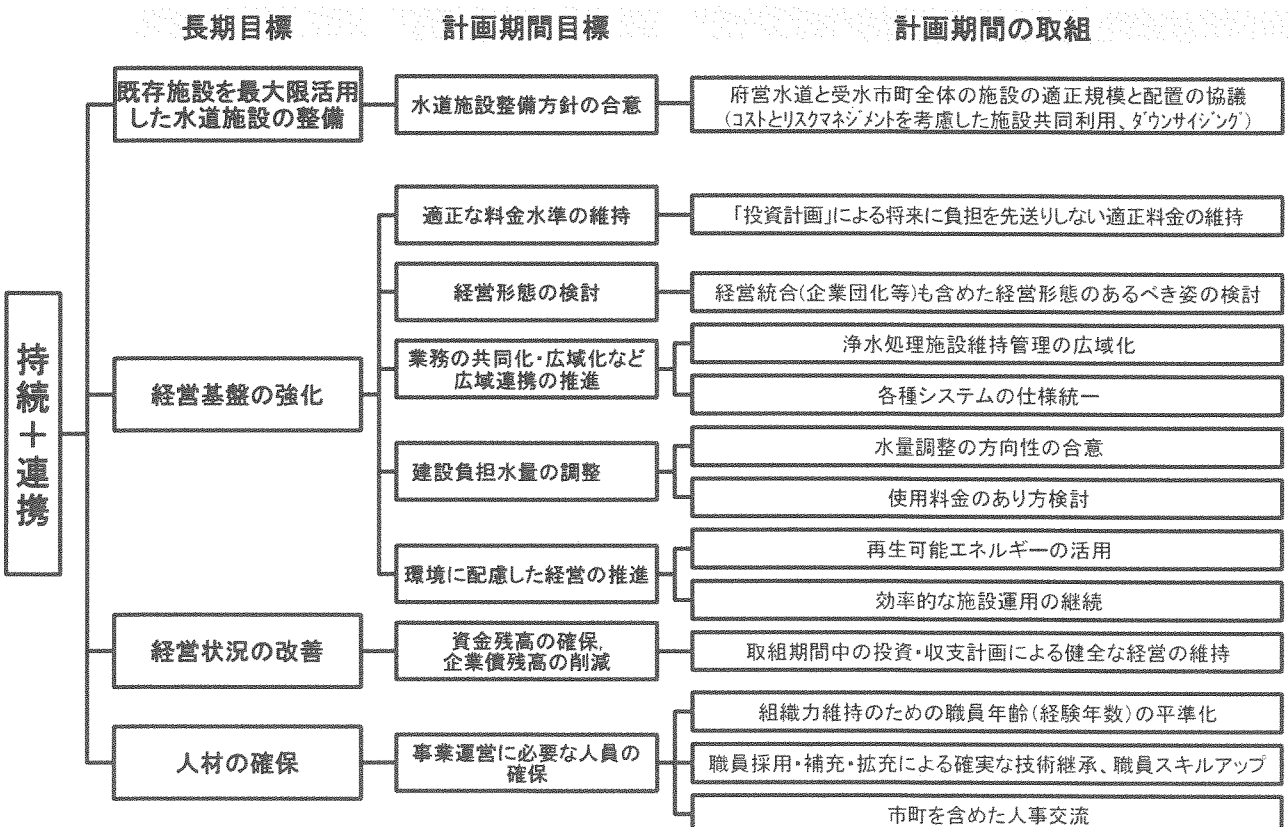 長期目標
計画期間目標
計画期間の取組
持続＋連携
既存施設を最大限活用
した水道施設の整備
水道施設整備方針の合意
府営水道と受水市町全体の施設の適正規模と配置の協議
(コストとリスクマネジメントを考慮した施設共同利用、ダウンサイジング)
経営基盤の強化
適正な料金水準の維持
「投資計画」による将来に負担を先送りしない適正料金の維持
経営形態の検討
経営統合(企業団化等)も含めた経営形態のあるべき姿の検討
業務の共同化・広域化など
広域連携の推進
浄水処理施設維持管理の広域化
各種システムの仕様統一
建設負担水量の調整
水量調整の方向性の合意
使用料金のあり方検討
環境に配慮した経営の推進
再生可能エネルギーの活用
効率的な施設運用の継続
経営状況の改善
資金残高の確保,
企業債残高の削減
取組期間中の投資・収支計画による健全な経営の維持
人材の確保
事業運営に必要な人員の
確保
組織力維持のための職員年齢(経験年数)の平準化
職員採用・補充・拡充による確実な技術継承、職員スキルアップ
市町を含めた人事交流